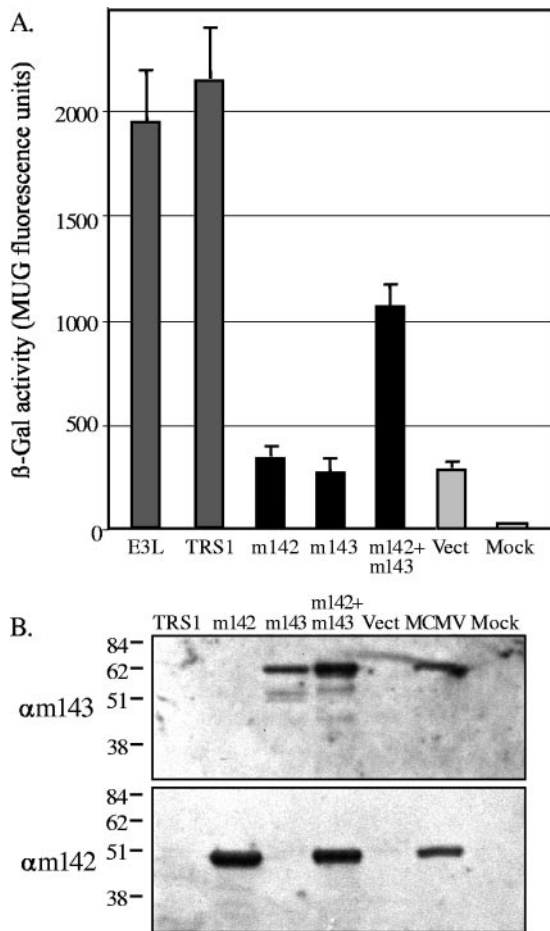 A.
ß-Gal activity (MUG fluorescence units)
2000
1500
1000
500
0
E3L TRS1 m142 m143 m142+ m143 Vect Mock
B.
TRS1 m142 m143 m142+ m143 Vect MCMV Mock
αm143
84
62
51
38
αm142
84
62
51
38